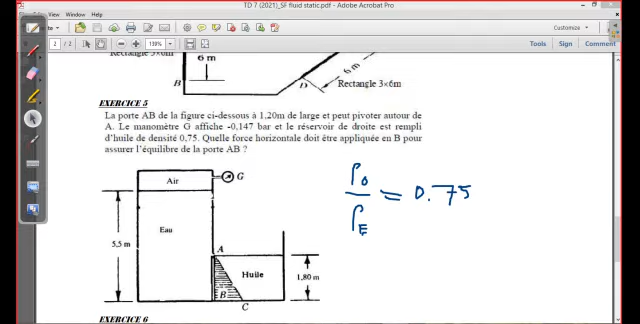 TD 7 (2021)_SF fluid static.pdf - Adobe Acrobat Pro
Customize
2 / 2
139%
Tools
Sign
Comment
Rectangle 3×6m
6 m
B
D
6 m
Rectangle 3×6m
EXERCICE 5
La porte AB de la figure ci-dessous à 1,20m de large et peut pivoter autour de
A. Le manomètre G affiche -0,147 bar et le réservoir de droite est rempli
d'huile de densité 0,75. Quelle force horizontale doit être appliquée en B pour
assurer l'équilibre de la porte AB ?
Air
G
Eau
5,5 m
A
Huile
1,80 m
B
C
ρ0 / ρE = 0.75
EXERCICE 6